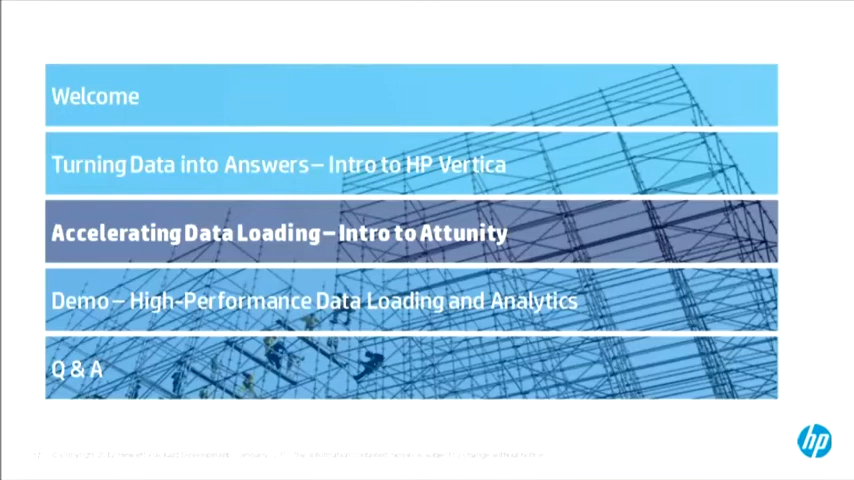 Welcome
Turning Data into Answers – Intro to HP Vertica
Accelerating Data Loading – Intro to Attunity
Demo – High-Performance Data Loading and Analytics
Q & A
hp